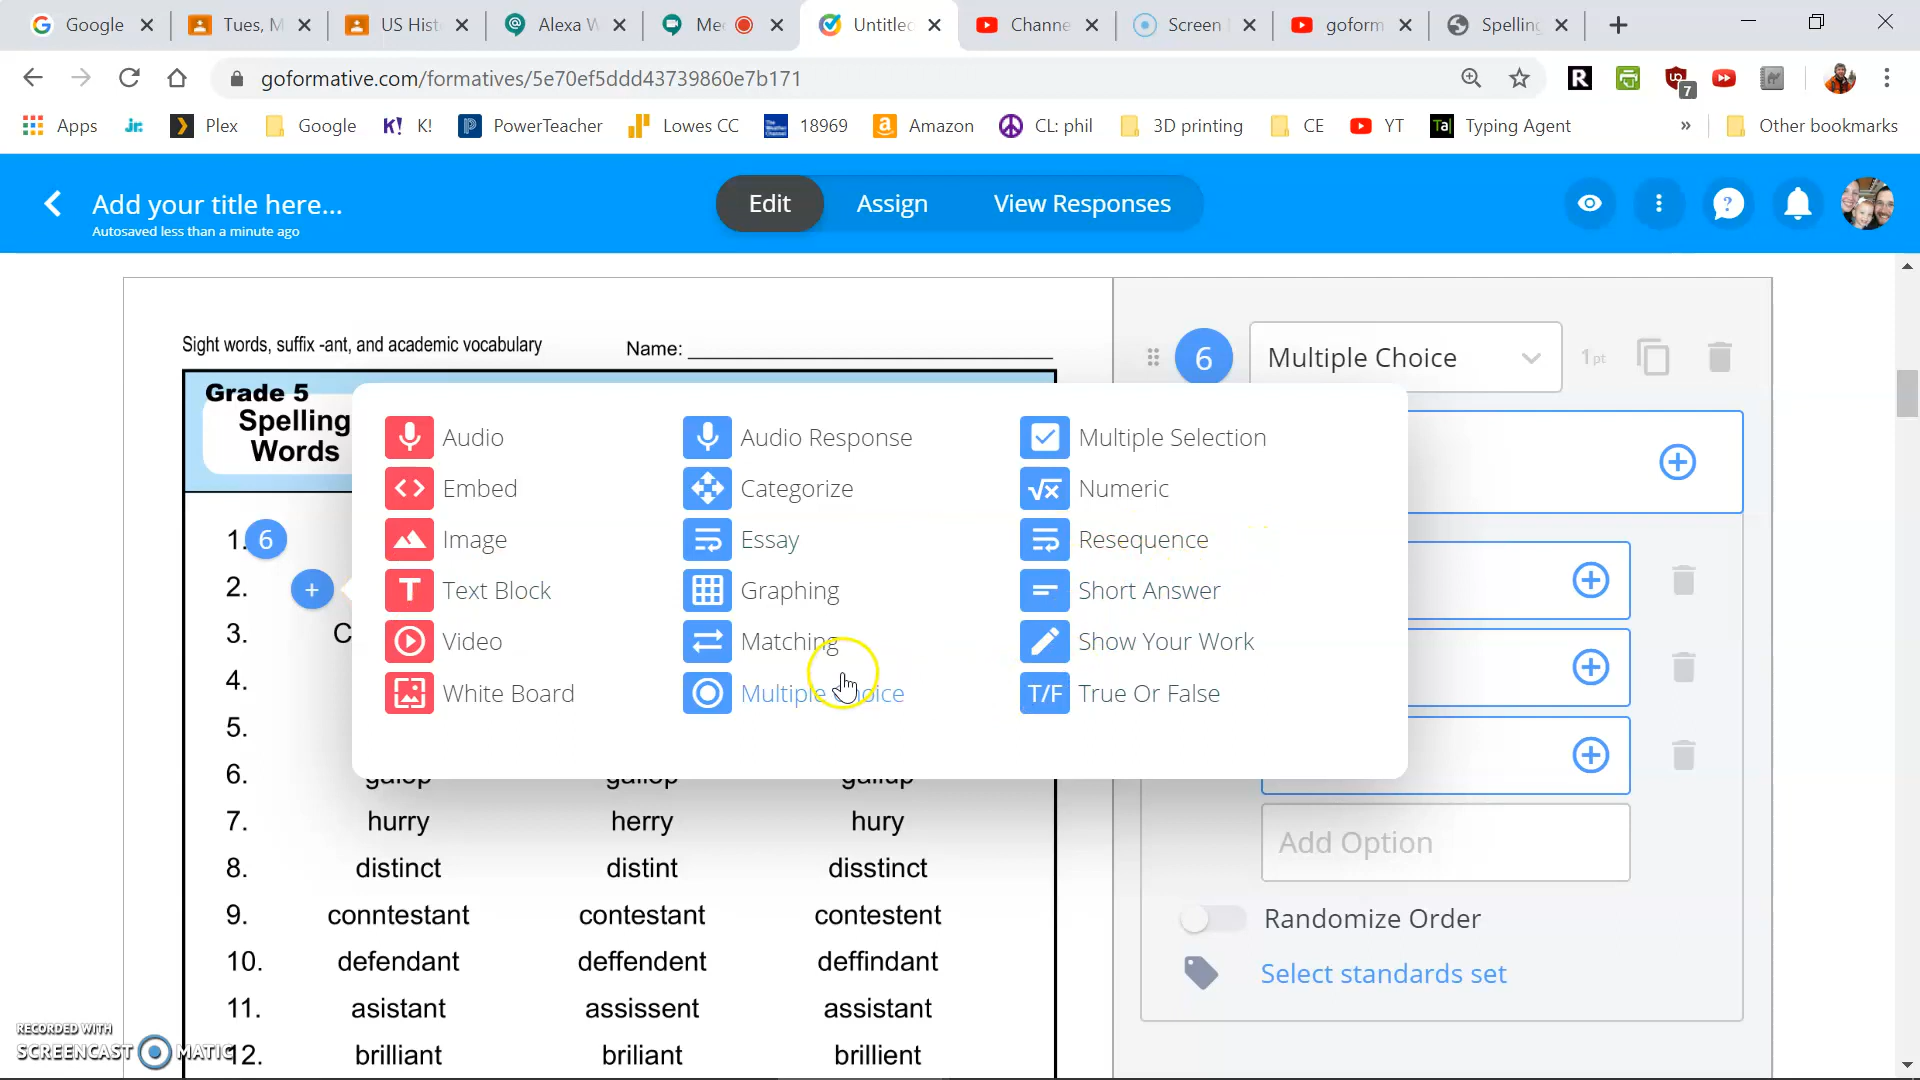 Google
Tues, M
US Hist
Alexa W
Mee
Untitled
Channe
Screen
goform
Spelling
goformative.com/formatives/5e70ef5ddd43739860e7b171
7
Apps
Plex
Google
K!
PowerTeacher
Lowes CC
18969
Amazon
CL: phil
3D printing
CE
YT
Typing Agent
»
Other bookmarks
Add your title here...
Autosaved less than a minute ago
Edit
Assign
View Responses
Sight words, suffix -ant, and academic vocabulary
Name:
Grade 5
Spelling
Words
6
Multiple Choice
1pt
Audio
Audio Response
Multiple Selection
Embed
Categorize
Numeric
Image
Essay
Resequence
Text Block
Graphing
Short Answer
Video
Matching
Show Your Work
White Board
Multiple Choice
T/F True Or False
1. 6
2. +
3. C
4.
5.
6. galop gallop gallup
7. hurry herry hury
8. distinct distint disstinct
9. conntestant contestant contestent
10. defendant deffendent deffindant
11. asistant assissent assistant
12. brilliant briliant brillient
Add Option
Randomize Order
Select standards set
RECORDED WITH
SCREENCAST MATIC